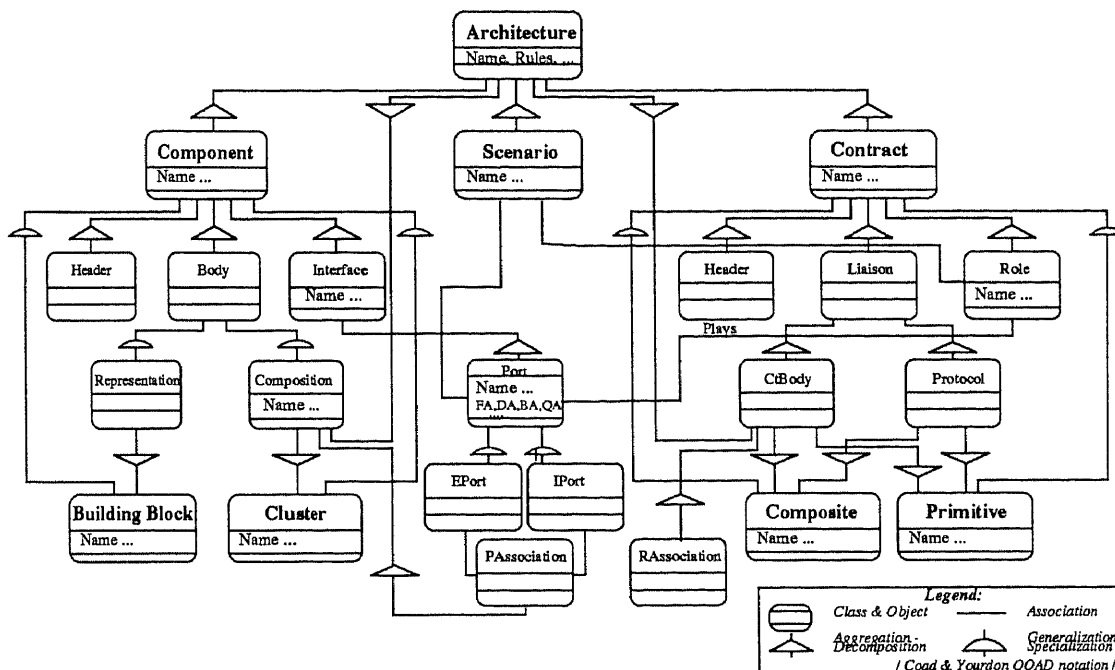 Architecture
Name, Rules, ...
Component
Name ...
Scenario
Name ...
Contract
Name ...
Header
Body
Interface
Name ...
Header
Liaison
Role
Name ...
Plays
Representation
Composition
Name ...
Port
Name ...
FA,DA,BA,QA
....
CtBody
Protocol
EPort
IPort
Building Block
Name ...
Cluster
Name ...
Composite
Name ...
Primitive
Name ...
PAssociation
RAssociation
Legend:
Class & Object
Association
Aggregation -
Decomposition
Generalization
Specialization
/ Coad & Yourdon OOAD notation /